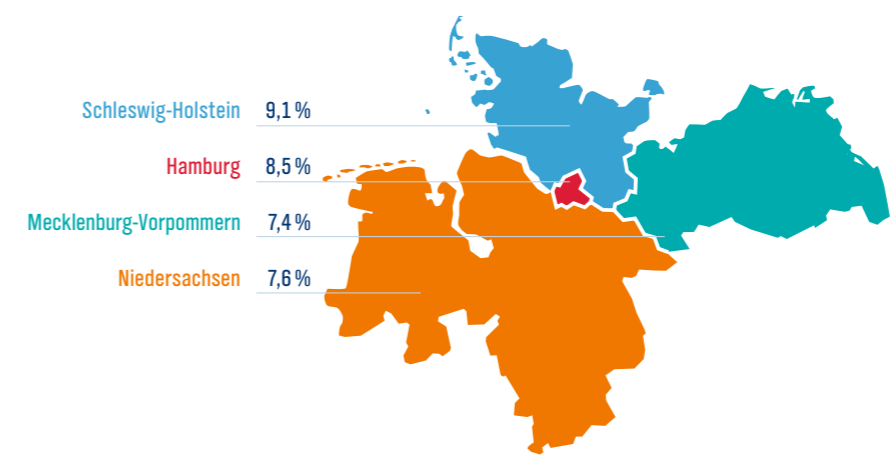 Schleswig-Holstein 9,1 %
Hamburg 8,5 %
Mecklenburg-Vorpommern 7,4 %
Niedersachsen 7,6 %